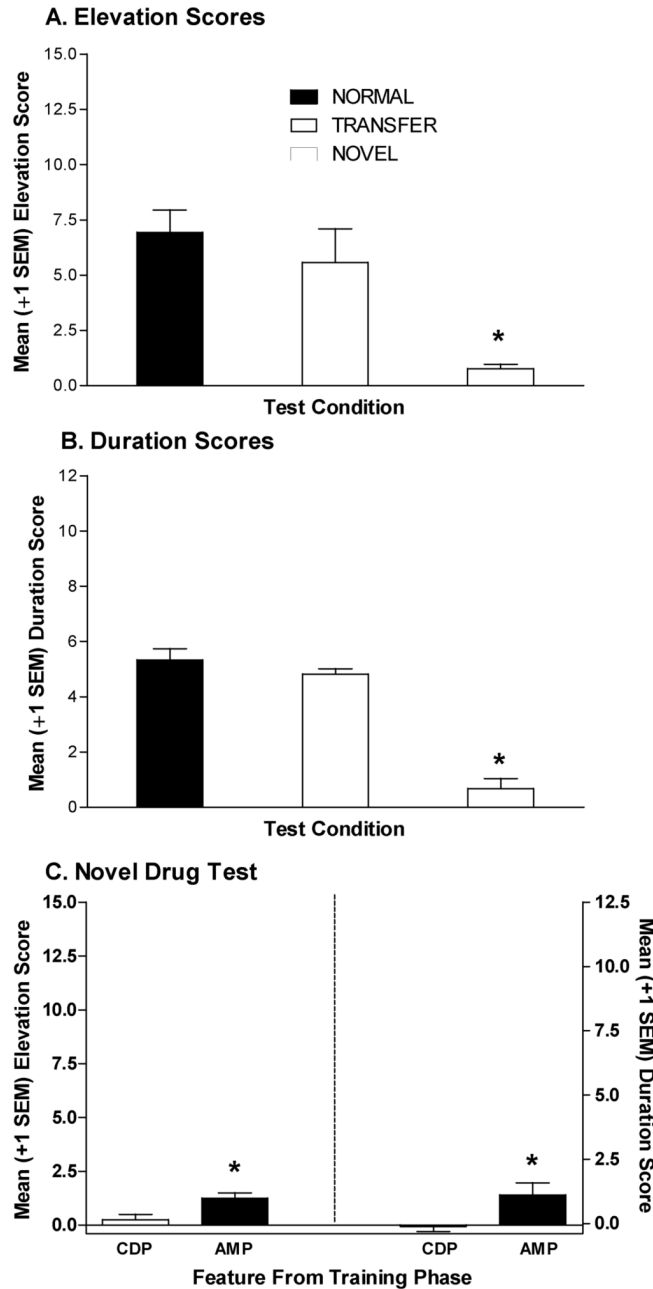 A. Elevation Scores
Mean (+1 SEM) Elevation Score
15.0
12.5
10.0
7.5
5.0
2.5
0.0
NORMAL
TRANSFER
NOVEL
*
Test Condition
B. Duration Scores
Mean (+1 SEM) Duration Score
12
10
8
6
4
2
0
*
Test Condition
C. Novel Drug Test
Mean (+1 SEM) Elevation Score
15.0
12.5
10.0
7.5
5.0
2.5
0.0
*
*
12.5
10.0
7.5
5.0
2.5
0.0
Mean (+1 SEM) Duration Score
CDP AMP CDP AMP
Feature From Training Phase